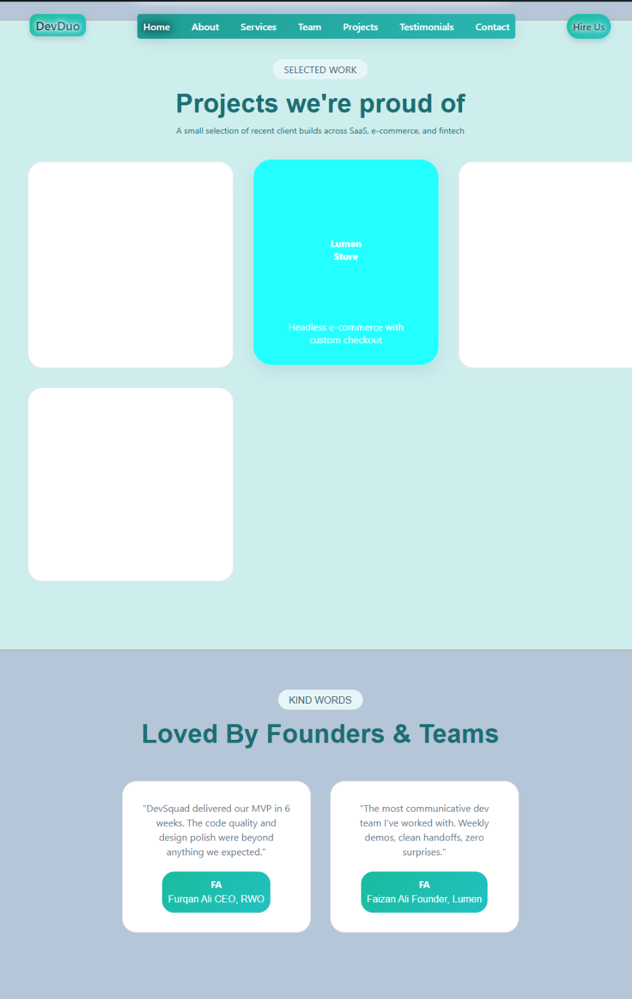 DevDuo
Home About Services Team Projects Testimonials Contact
Hire Us
SELECTED WORK
Projects we're proud of
A small selection of recent client builds across SaaS, e-commerce, and fintech
Lumen
Store
Headless e-commerce with
custom checkout
KIND WORDS
Loved By Founders & Teams
"DevSquad delivered our MVP in 6
weeks. The code quality and
design polish were beyond
anything we expected."
FA
Furqan Ali CEO, RWO
"The most communicative dev
team I've worked with. Weekly
demos, clean handoffs, zero
surprises."
FA
Faizan Ali Founder, Lumen